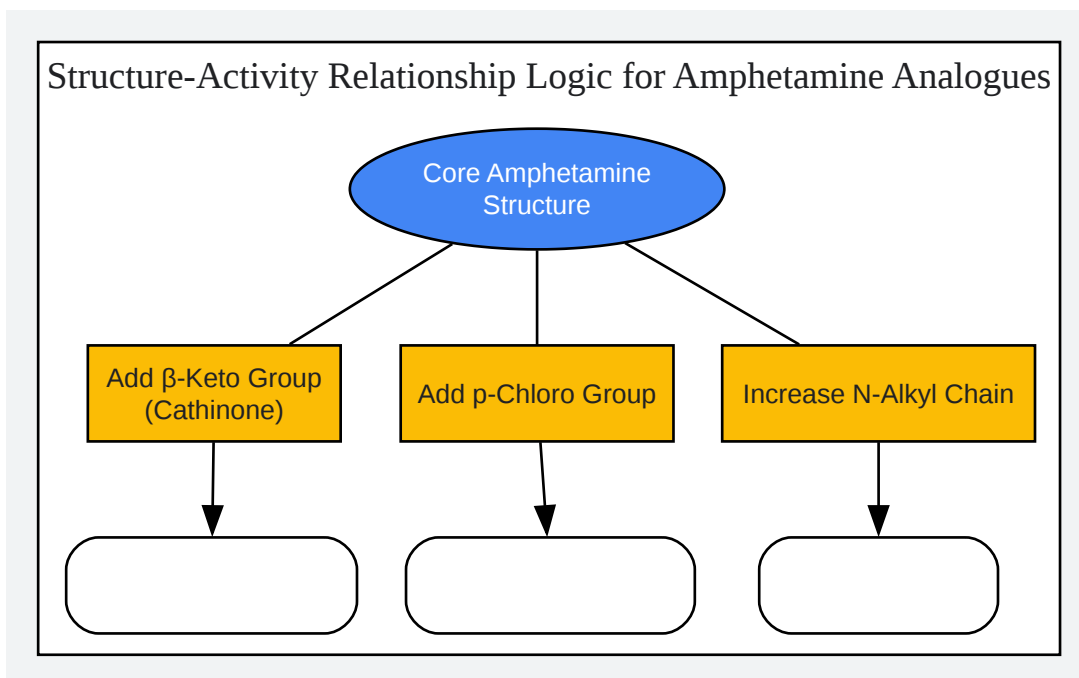 Structure-Activity Relationship Logic for Amphetamine Analogues
Core Amphetamine
Structure
Add β-Keto Group
(Cathinone)
Add p-Chloro Group
Increase N-Alkyl Chain